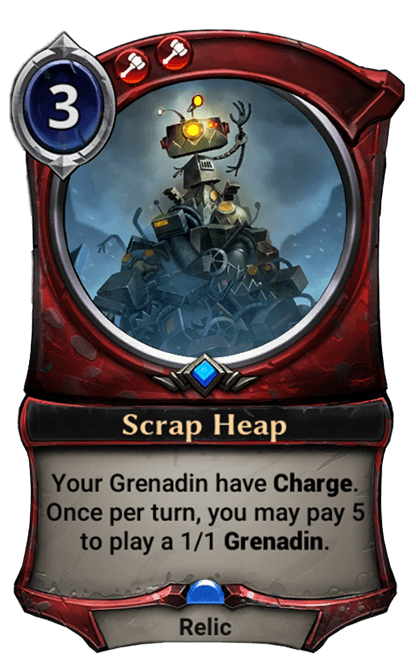 3
Scrap Heap
Your Grenadin have Charge.
Once per turn, you may pay 5
to play a 1/1 Grenadin.
Relic